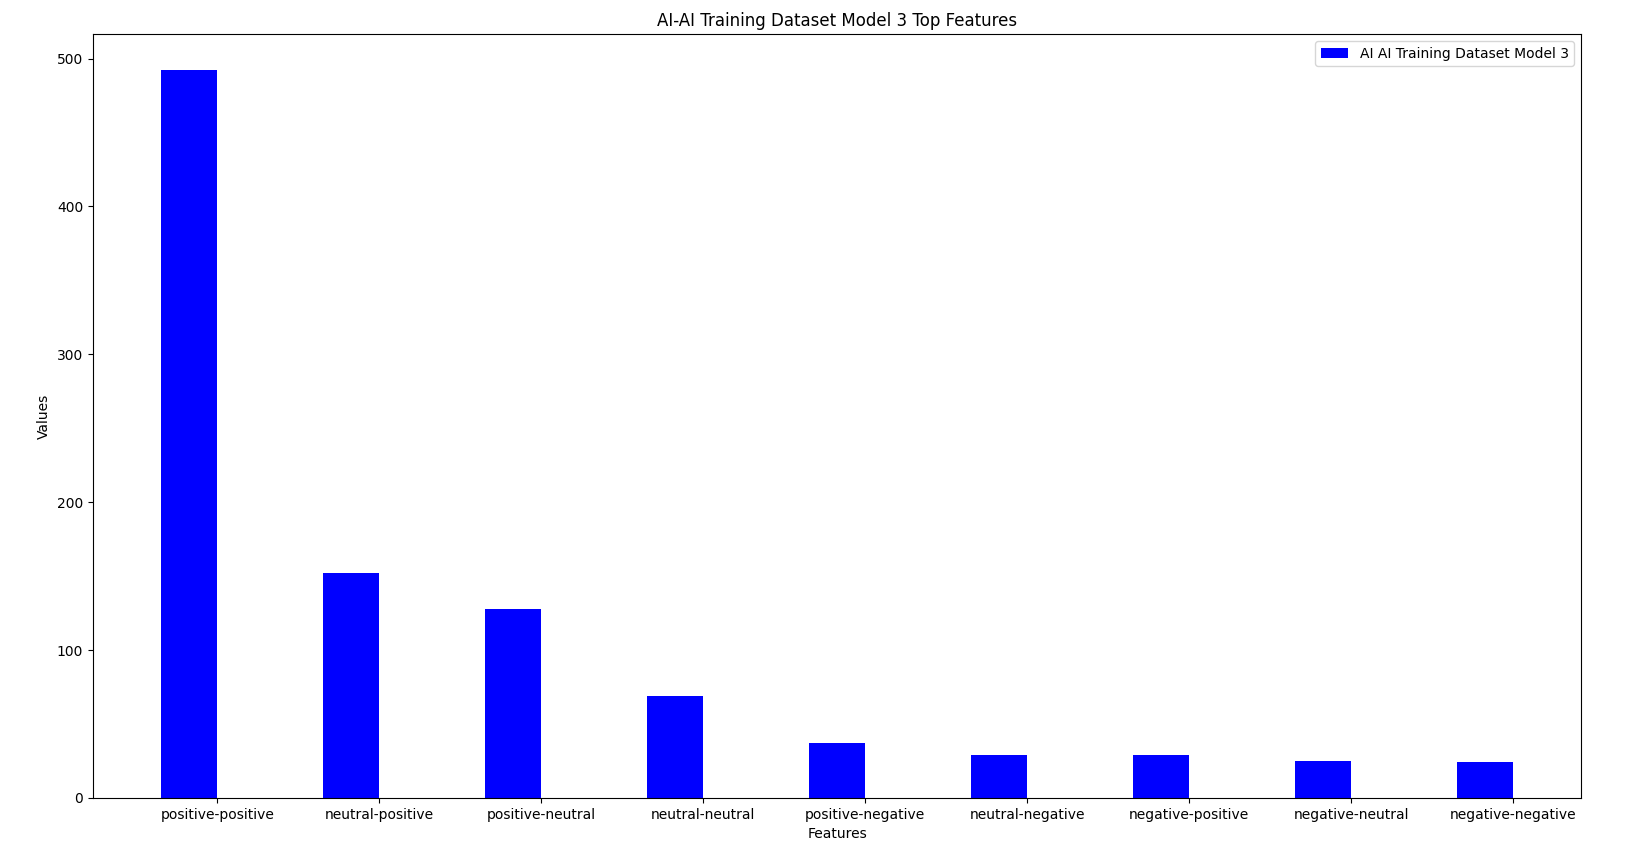 AI-AI Training Dataset Model 3 Top Features
AI AI Training Dataset Model 3
500
400
300
200
100
0
Values
positive-positive
neutral-positive
positive-neutral
neutral-neutral
positive-negative
neutral-negative
negative-positive
negative-neutral
negative-negative
Features